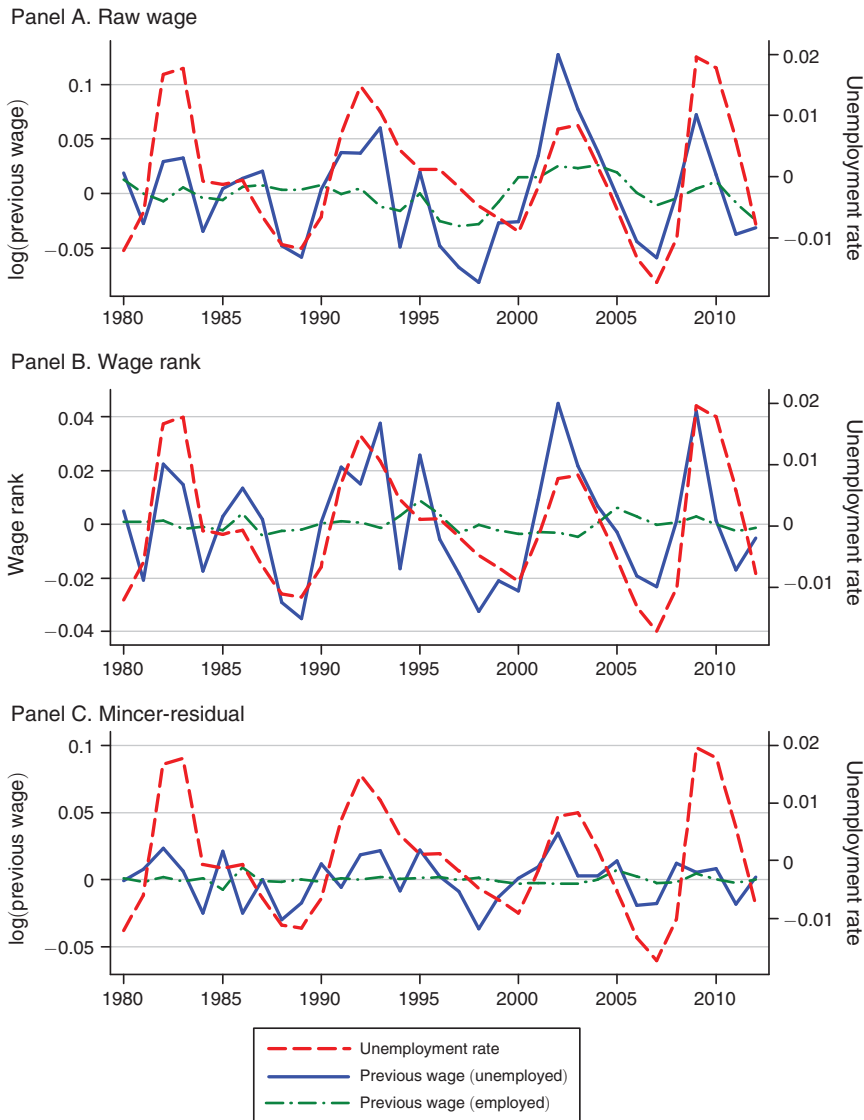 Panel A. Raw wage
log(previous wage)
0.1
0.05
0
−0.05
0.02
0.01
0
−0.01
Unemployment rate
1980 1985 1990 1995 2000 2005 2010
Panel B. Wage rank
Wage rank
0.04
0.02
0
−0.02
−0.04
0.02
0.01
0
−0.01
Unemployment rate
1980 1985 1990 1995 2000 2005 2010
Panel C. Mincer-residual
log(previous wage)
0.1
0.05
0
−0.05
0.02
0.01
0
−0.01
Unemployment rate
1980 1985 1990 1995 2000 2005 2010
Unemployment rate
Previous wage (unemployed)
Previous wage (employed)